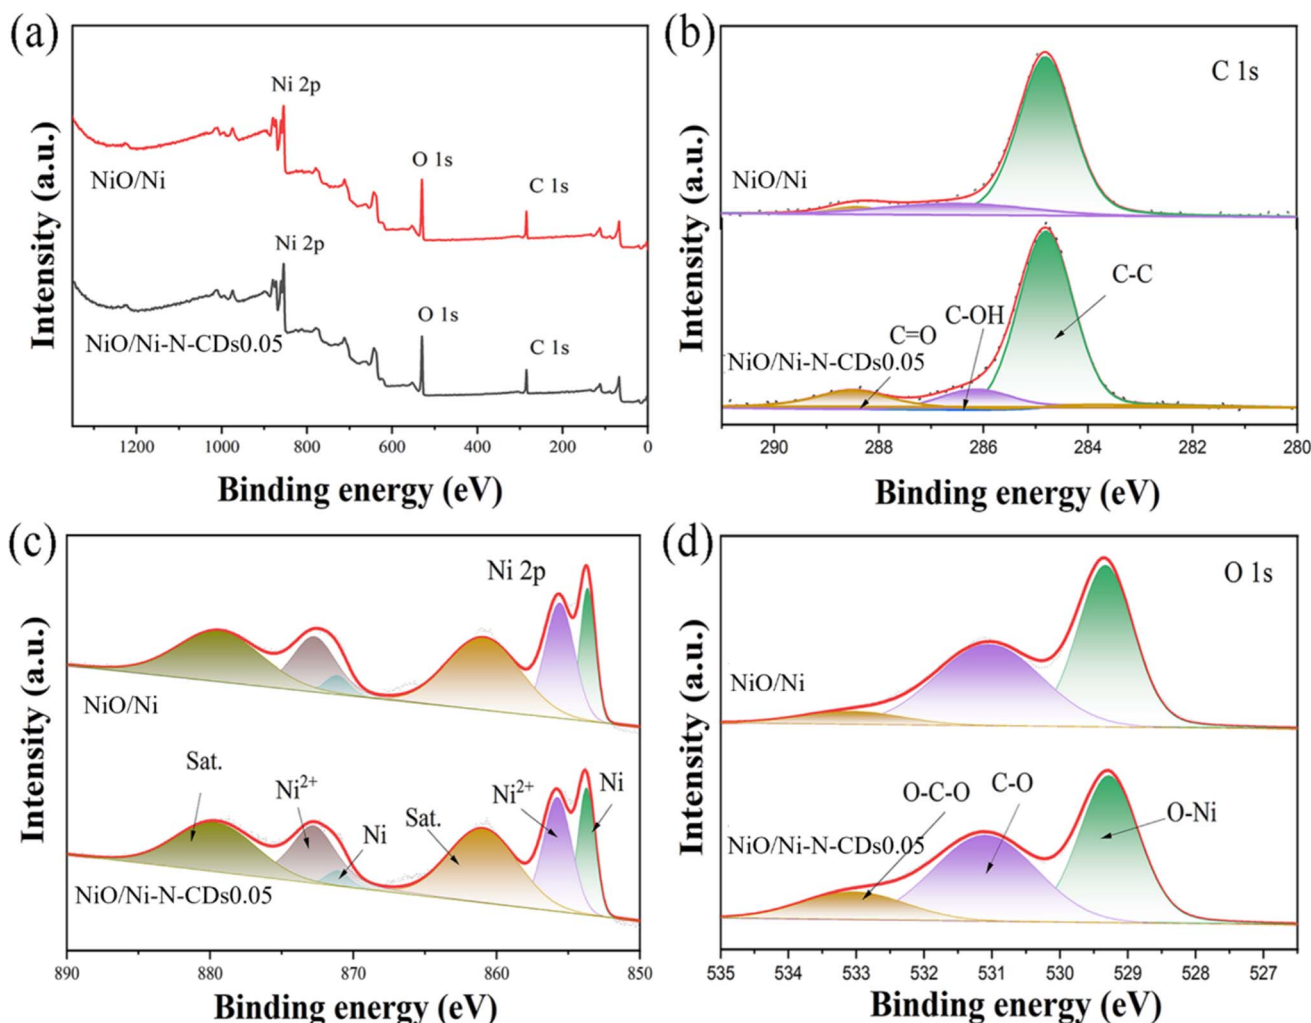 (a)
Intensity (a.u.)
Ni 2p
O 1s
C 1s
NiO/Ni
Ni 2p
O 1s
C 1s
NiO/Ni-N-CDs0.05
1200 1000 800 600 400 200 0
Binding energy (eV)
(b)
Intensity (a.u.)
C 1s
NiO/Ni
C-C
C-OH
C=O
NiO/Ni-N-CDs0.05
290 288 286 284 282 280
Binding energy (eV)
(c)
Intensity (a.u.)
Ni 2p
NiO/Ni
Sat.
Ni2+
Ni
Sat.
Ni2+
Ni
NiO/Ni-N-CDs0.05
890 880 870 860 850
Binding energy (eV)
(d)
Intensity (a.u.)
O 1s
NiO/Ni
O-C-O
C-O
O-Ni
NiO/Ni-N-CDs0.05
535 534 533 532 531 530 529 528 527
Binding energy (eV)